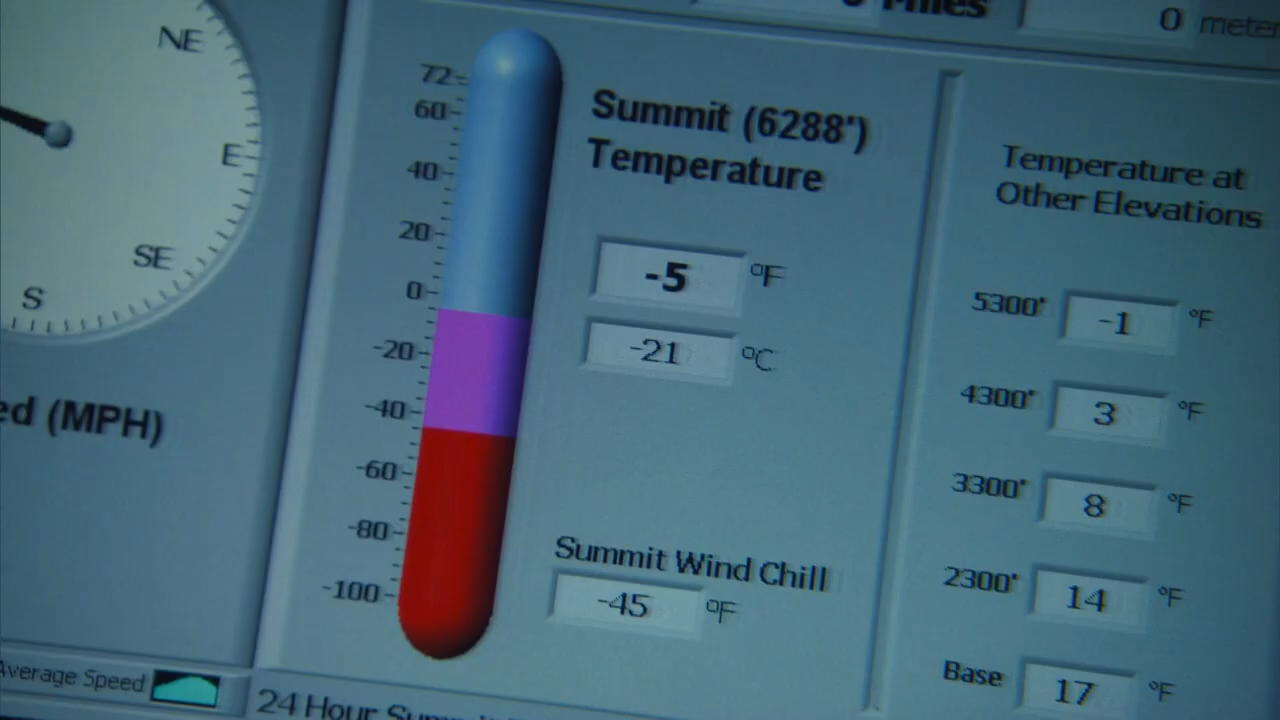 Miles
0 meter
NE
E
SE
S
ed (MPH)
Average Speed
72
60
40
20
0
-20
-40
-60
-80
-100
Summit (6288')
Temperature
-5 °F
-21 °C
Summit Wind Chill
-45 °F
Temperature at
Other Elevations
5300' -1 °F
4300' 3 °F
3300' 8 °F
2300' 14 °F
Base 17 °F
24 Hour